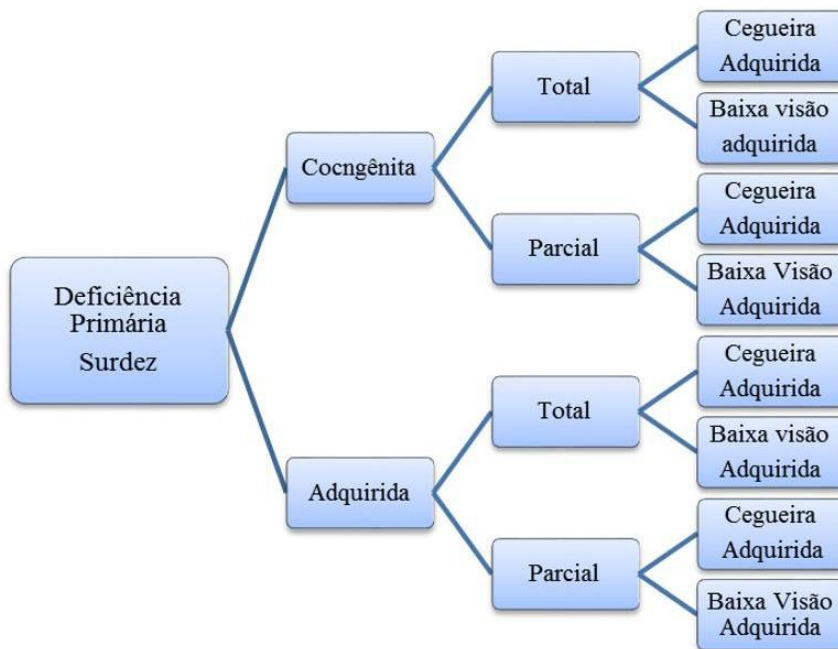 Deficiência
Primária
Surdez
Cocngênita
Total
Cegueira
Adquirida
Baixa visão
adquirida
Parcial
Cegueira
Adquirida
Baixa Visão
Adquirida
Adquirida
Total
Cegueira
Adquirida
Baixa visão
Adquirida
Parcial
Cegueira
Adquirida
Baixa Visão
Adquirida